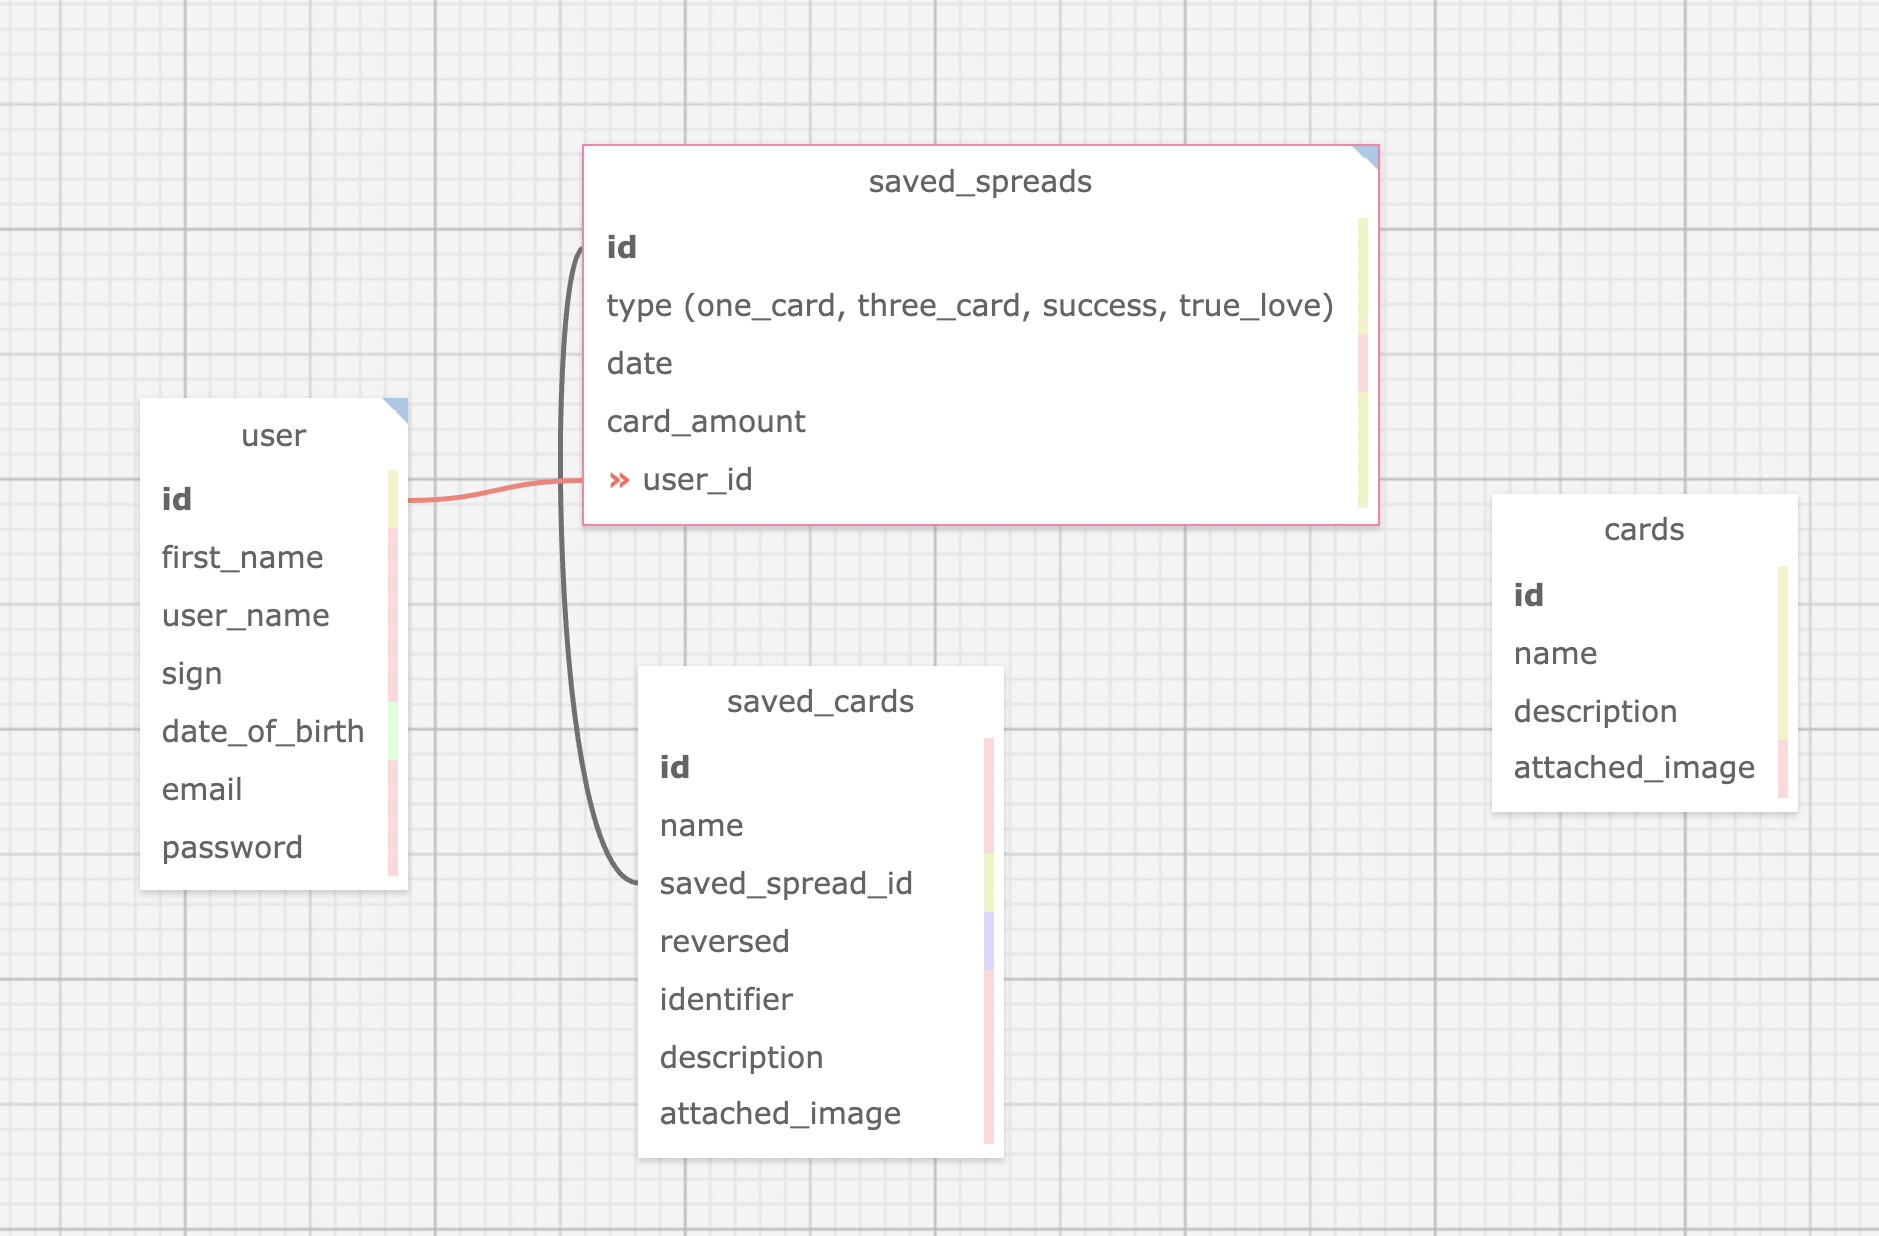 saved_spreads
id
type (one_card, three_card, success, true_love)
date
card_amount
» user_id
user
id
first_name
user_name
sign
date_of_birth
email
password
cards
id
name
description
attached_image
saved_cards
id
name
saved_spread_id
reversed
identifier
description
attached_image